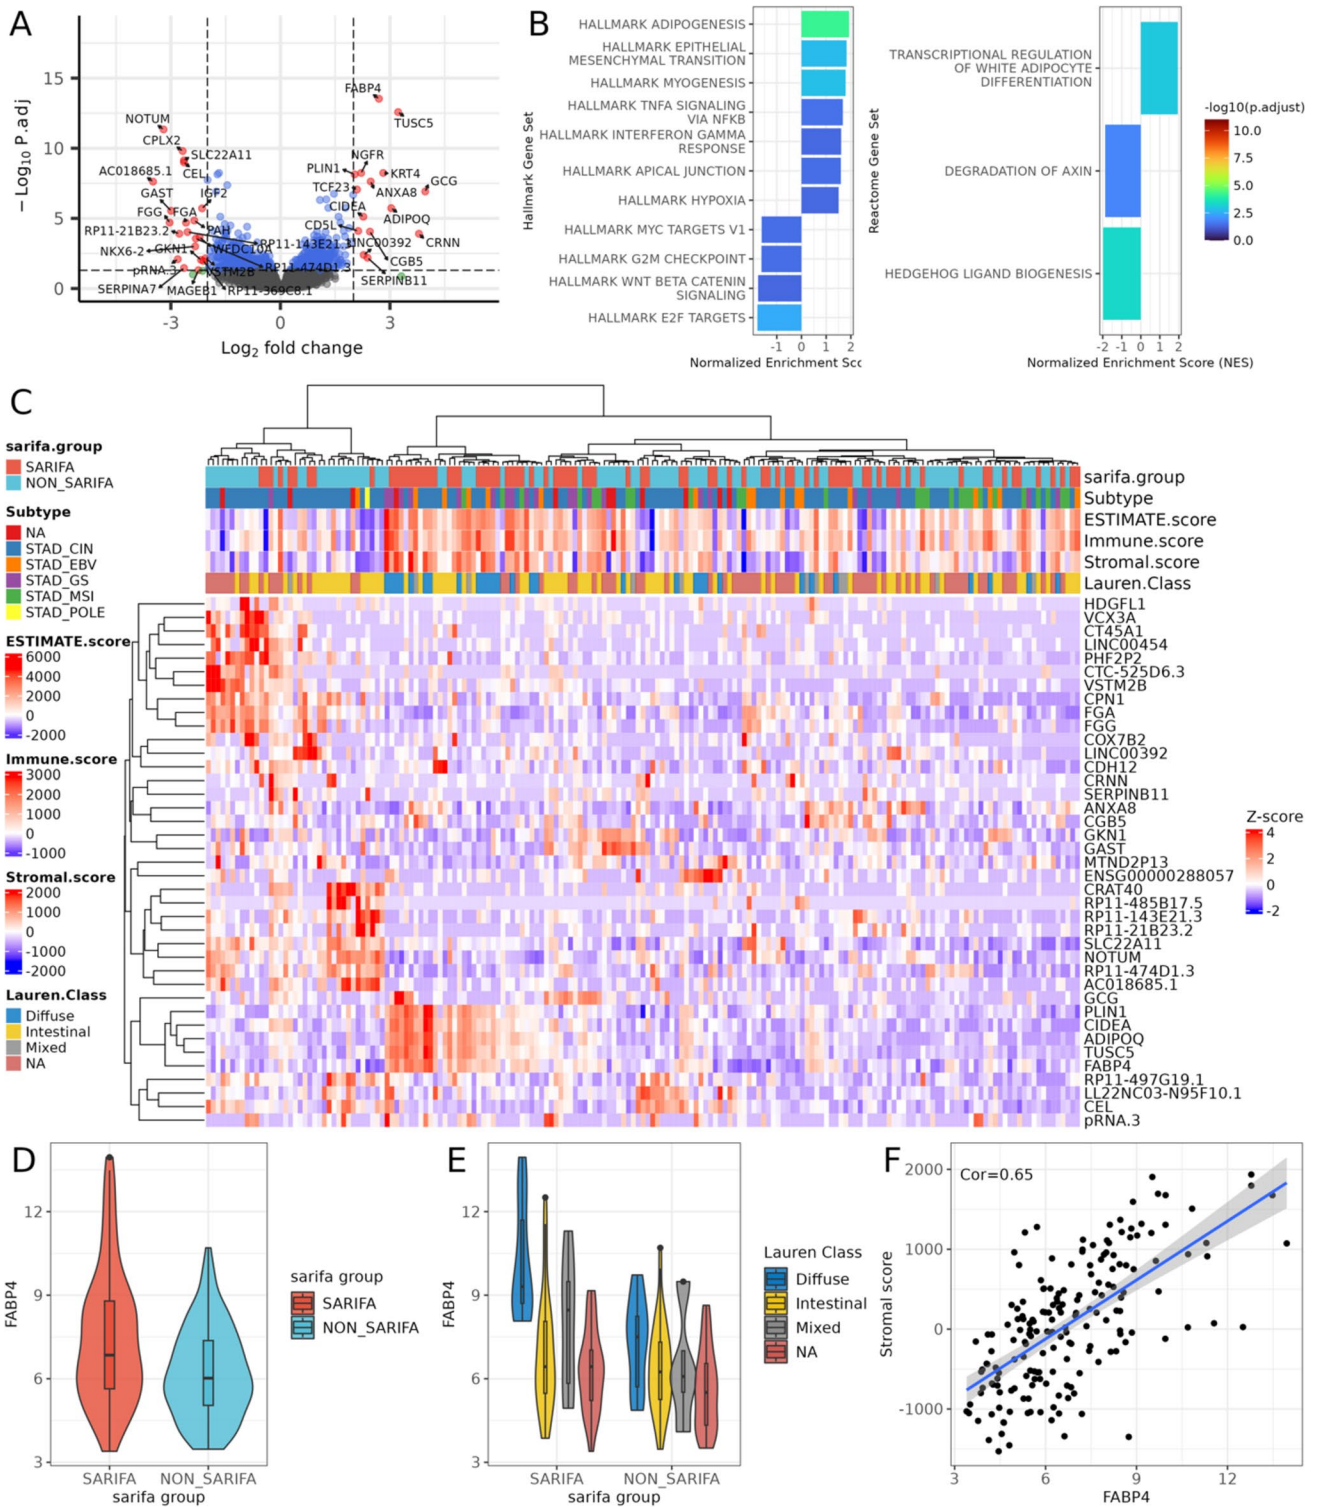 A
−Log10 P.adj
15
10
5
0
-3
0
3
Log2 fold change
FABP4
TUSC5
NOTUM
CPLX2
SLC22A11
CEL
AC018685.1
GAST
IGF2
FGG
FGA
PAH
RP11-21B23.2
RP11-143E21.3
NKX6-2
GKN1
WFDC10A
pRNA.3
VSTM2B
RP11-474D1.3
SERPINA7
MAGEB1
RP11-369C8.1
NGFR
PLIN1
KRT4
GCG
TCF23
ANXA8
CIDEA
ADIPOQ
CD5L
LINC00392
CRNN
CGB5
SERPINB11
B
Hallmark Gene Set
HALLMARK ADIPOGENESIS
HALLMARK EPITHELIAL
MESENCHYMAL TRANSITION
HALLMARK MYOGENESIS
HALLMARK TNFA SIGNALING
VIA NFKB
HALLMARK INTERFERON GAMMA
RESPONSE
HALLMARK APICAL JUNCTION
HALLMARK HYPOXIA
HALLMARK MYC TARGETS V1
HALLMARK G2M CHECKPOINT
HALLMARK WNT BETA CATENIN
SIGNALING
HALLMARK E2F TARGETS
-1 0 1 2
Normalized Enrichment Scc
Reactome Gene Set
TRANSCRIPTIONAL REGULATION
OF WHITE ADIPOCYTE
DIFFERENTIATION
DEGRADATION OF AXIN
HEDGEHOG LIGAND BIOGENESIS
-2 -1 0 1 2
Normalized Enrichment Score (NES)
-log10(p.adjust)
10.0
7.5
5.0
2.5
0.0
C
sarifa.group
SARIFA
NON_SARIFA
Subtype
NA
STAD_CIN
STAD_EBV
STAD_GS
STAD_MSI
STAD_POLE
ESTIMATE.score
6000
4000
2000
0
-2000
Immune.score
3000
2000
1000
0
-1000
Stromal.score
2000
1000
0
-1000
-2000
Lauren.Class
Diffuse
Intestinal
Mixed
NA
sarifa.group
Subtype
ESTIMATE.score
Immune.score
Stromal.score
Lauren.Class
HDGFL1
VCX3A
CT45A1
LINC00454
PHF2P2
CTC-525D6.3
VSTM2B
CPN1
FGA
FGG
COX7B2
LINC00392
CDH12
CRNN
SERPINB11
ANXA8
CGB5
GKN1
GAST
MTND2P13
ENSG00000288057
CRAT40
RP11-485B17.5
RP11-143E21.3
RP11-21B23.2
SLC22A11
NOTUM
RP11-474D1.3
AC018685.1
GCG
PLIN1
CIDEA
ADIPOQ
TUSC5
FABP4
RP11-497G19.1
LL22NC03-N95F10.1
CEL
pRNA.3
Z-score
4
2
0
-2
D
FABP4
12
9
6
3
SARIFA NON_SARIFA
sarifa group
sarifa group
SARIFA
NON_SARIFA
E
FABP4
12
9
6
3
SARIFA NON_SARIFA
sarifa group
Lauren Class
Diffuse
Intestinal
Mixed
NA
F
Cor=0.65
Stromal score
2000
1000
0
-1000
3 6 9 12
FABP4